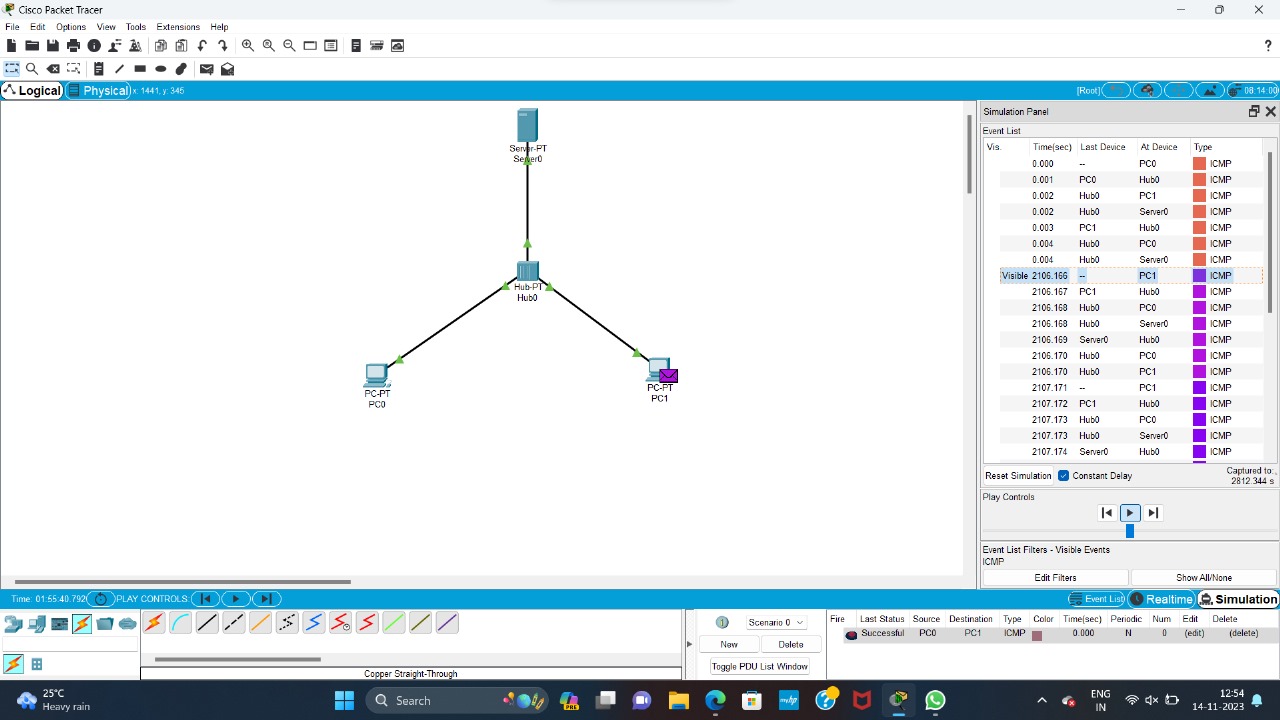 Cisco Packet Tracer
File Edit Options View Tools Extensions Help
?
Logical Physical x: 1441, y: 345 [Root] 08:14:00
Server-PT
Server0
Hub-PT
Hub0
PC-PT
PC0
PC-PT
PC1
Simulation Panel
Event List
Vis. Time(sec) Last Device At Device Type
0.000 -- PC0 ICMP
0.001 PC0 Hub0 ICMP
0.002 Hub0 PC1 ICMP
0.002 Hub0 Server0 ICMP
0.003 PC1 Hub0 ICMP
0.004 Hub0 PC0 ICMP
0.004 Hub0 Server0 ICMP
Visible 2106.166 -- PC1 ICMP
2106.167 PC1 Hub0 ICMP
2106.168 Hub0 PC0 ICMP
2106.168 Hub0 Server0 ICMP
2106.169 Server0 Hub0 ICMP
2106.170 Hub0 PC0 ICMP
2106.170 Hub0 PC1 ICMP
2107.171 -- PC1 ICMP
2107.172 PC1 Hub0 ICMP
2107.173 Hub0 PC0 ICMP
2107.173 Hub0 Server0 ICMP
2107.174 Server0 Hub0 ICMP
Reset Simulation Constant Delay Captured to:
2812.344 s
Play Controls
Event List Filters - Visible Events
ICMP
Edit Filters Show All/None
Time: 01:55:40.792 PLAY CONTROLS: Event List Realtime Simulation
Copper Straight-Through
Scenario 0
New Delete
Toggle PDU List Window
Fire Last Status Source Destination Type Color Time(sec) Periodic Num Edit Delete
Successful PC0 PC1 ICMP 0.000 N 0 (edit) (delete)
25°C
Heavy rain
Search
PRE
hp
ENG
IN
12:54
14-11-2023